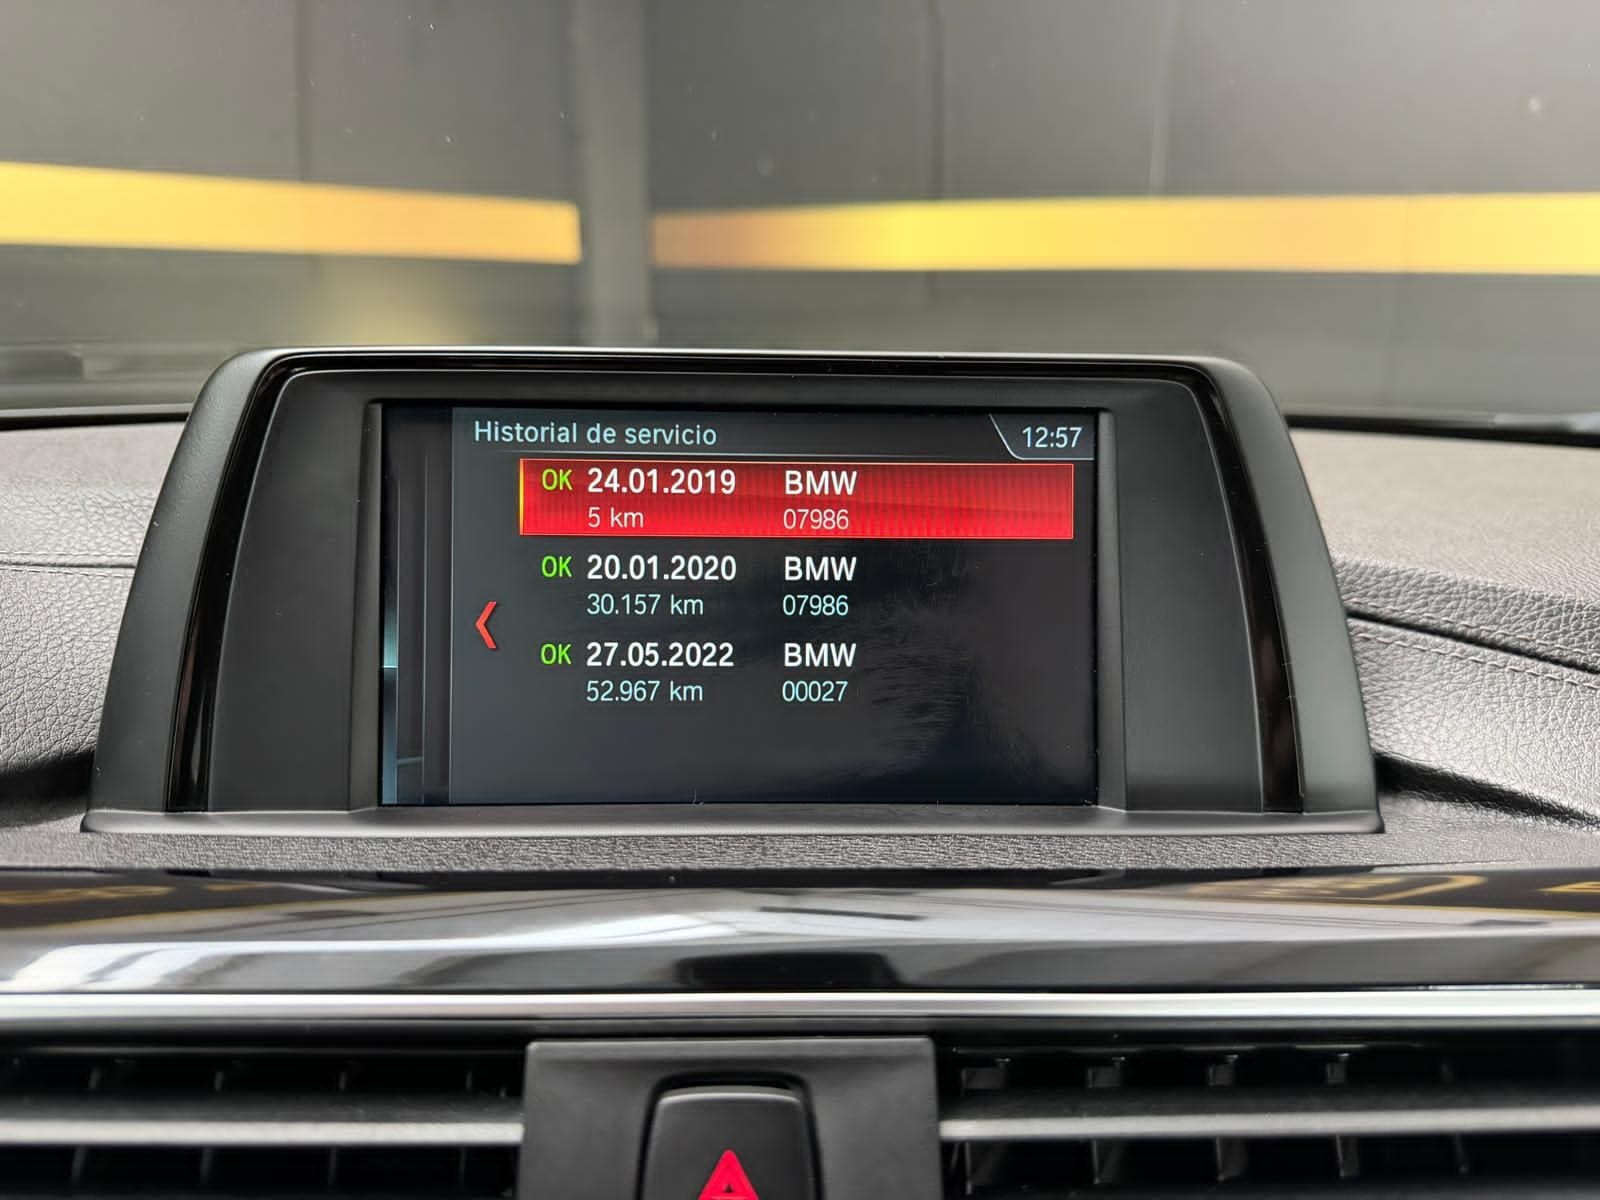 Historial de servicio 12:57
OK 24.01.2019 BMW
5 km 07986
OK 20.01.2020 BMW
30.157 km 07986
OK 27.05.2022 BMW
52.967 km 00027